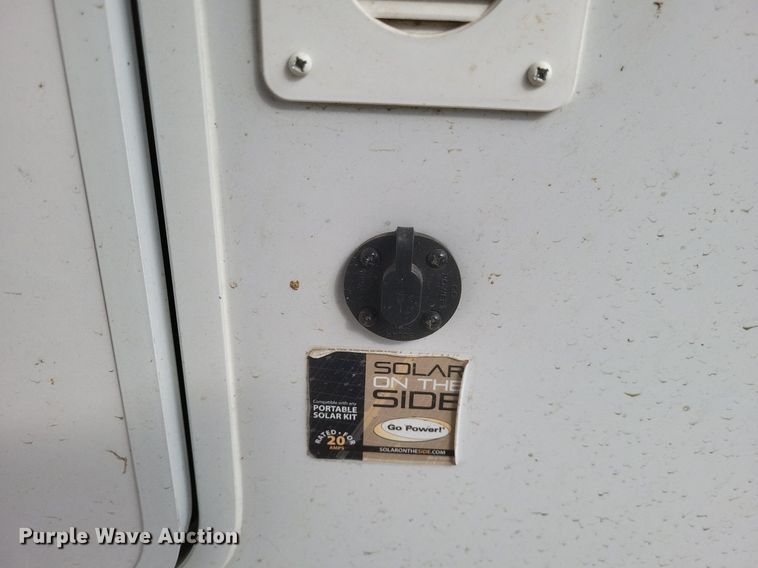 SOLAR
ON THE
SIDE
Compatible with any
PORTABLE
SOLAR KIT
Go Power!
RATED • FOR
20
AMPS
SOLARONTHESIDE.COM
Purple Wave Auction